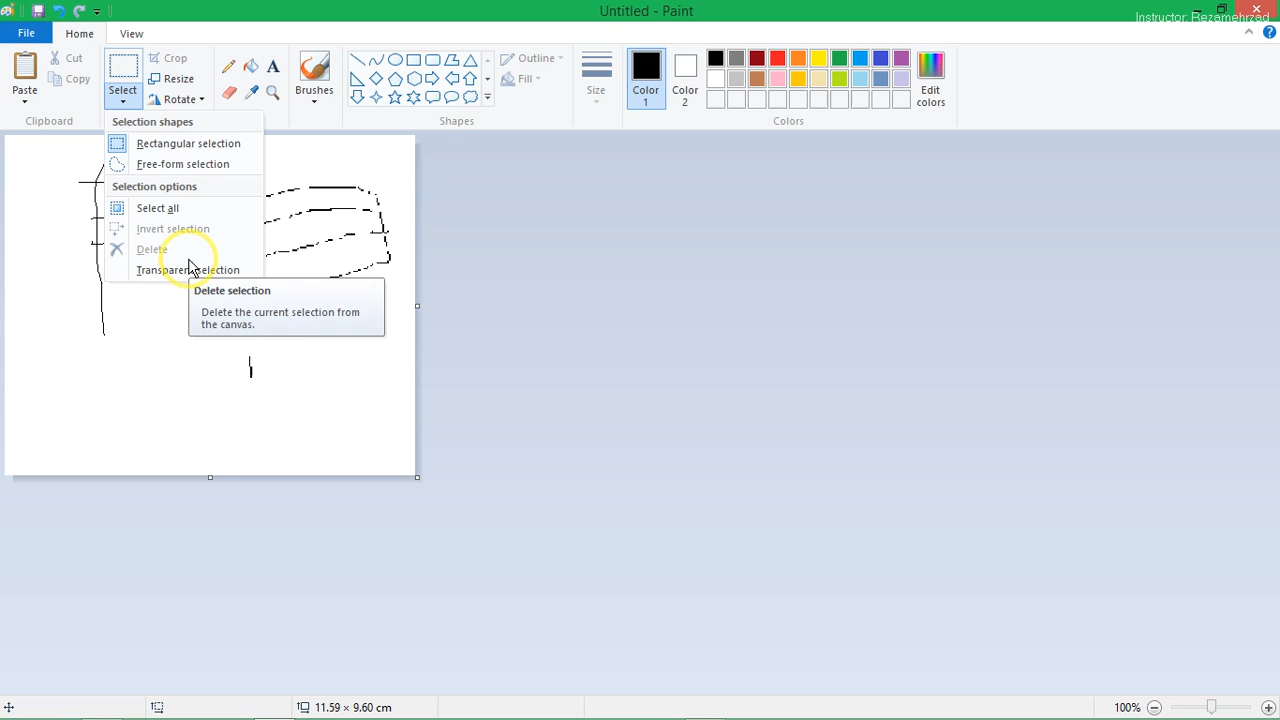 Untitled - Paint
Instructor: Rezamehrzad
File
Home
View
Paste
Cut
Copy
Clipboard
Select
Crop
Resize
Rotate
Brushes
Shapes
Outline
Fill
Size
Color 1
Color 2
Edit colors
Colors
Selection shapes
Rectangular selection
Free-form selection
Selection options
Select all
Invert selection
Delete
Transparent selection
Delete selection
Delete the current selection from
the canvas.
11.59 × 9.60 cm
100%